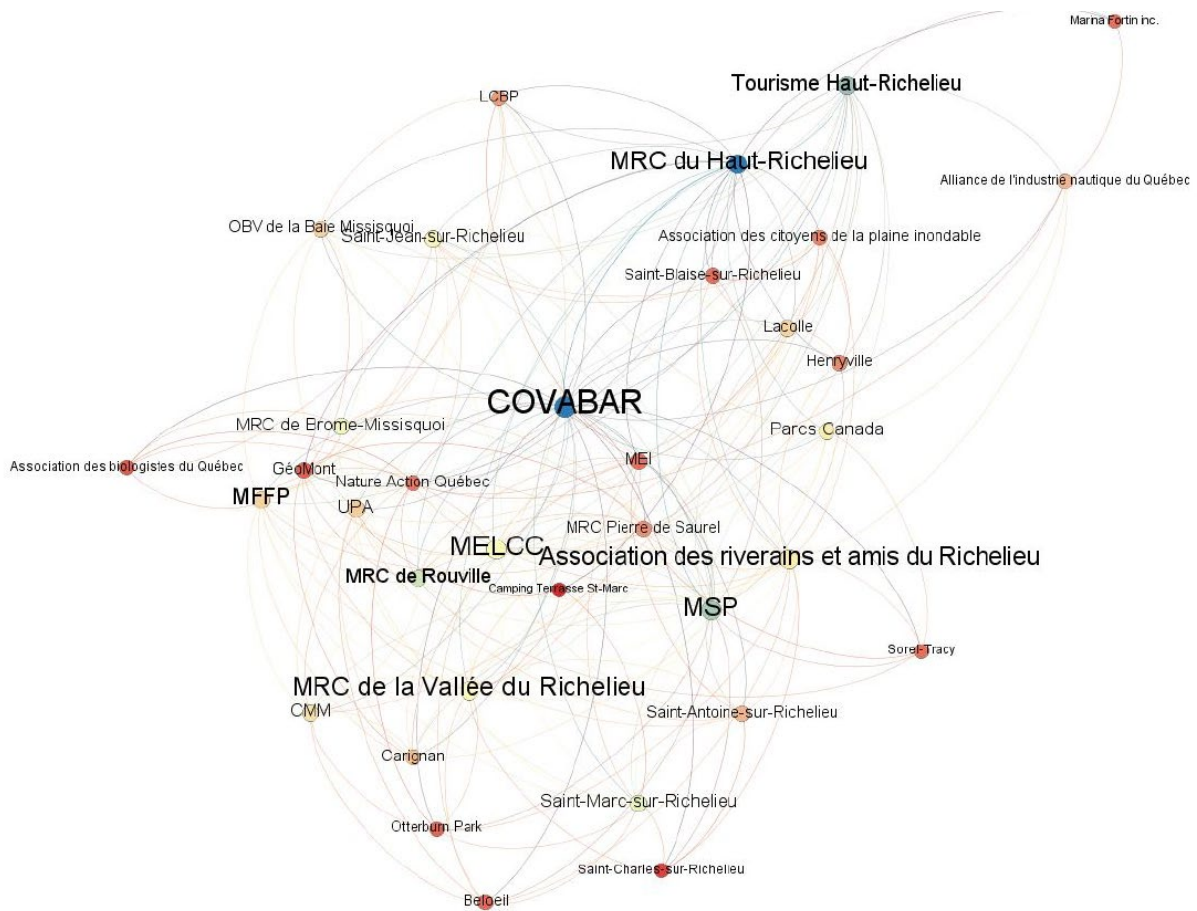 Marina Fortin inc.
Tourisme Haut-Richelieu
LCBP
MRC du Haut-Richelieu
Alliance de l'industrie nautique du Québec
OBV de la Baie Missisquoi
Saint-Jean-sur-Richelieu
Association des citoyens de la plaine inondable
Saint-Blaise-sur-Richelieu
Lacolle
Henryville
COVABAR
MRC de Brome-Missisquoi
Parcs Canada
Association des biologistes du Québec
GéoMont
MEI
Nature Action Québec
MFFP
UPA
MRC Pierre de Saurel
MELCC
Association des riverains et amis du Richelieu
MRC de Rouville
Camping Terrasse St-Marc
MSP
Sorel-Tracy
MRC de la Vallée du Richelieu
CMM
Saint-Antoine-sur-Richelieu
Carignan
Saint-Marc-sur-Richelieu
Otterburn Park
Saint-Charles-sur-Richelieu
Beloeil